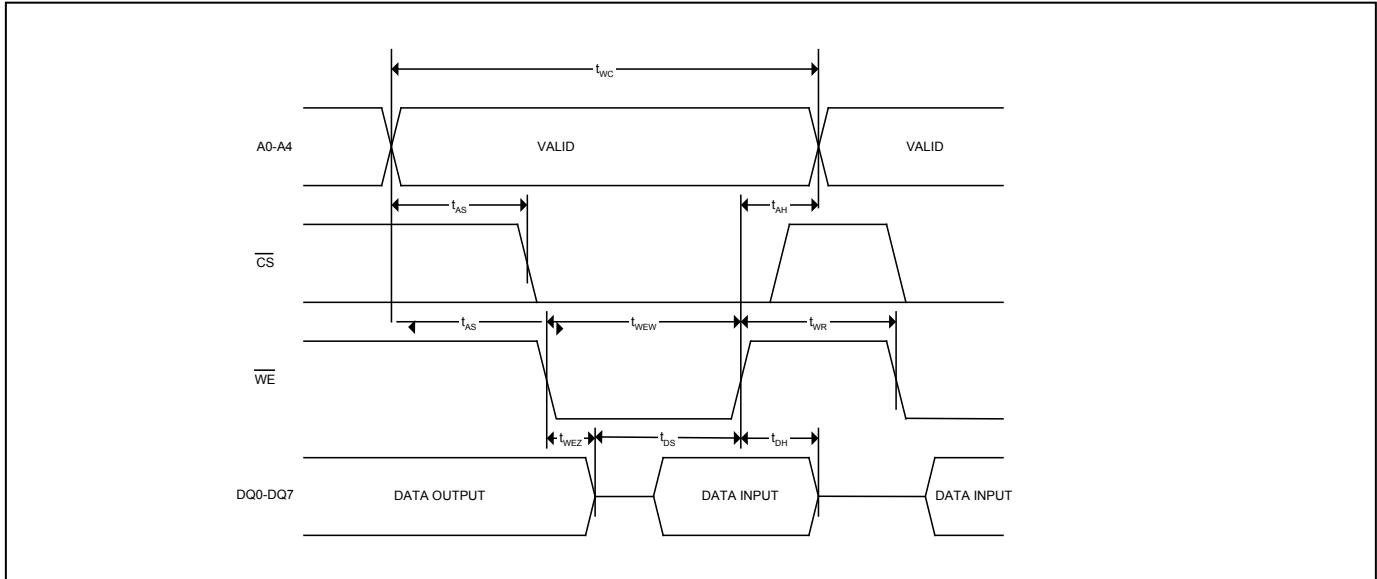 tWC
A0-A4 VALID VALID
tAS tAH
CS
tAS tWEW tWR
WE
tWEZ tDS tDH
DQ0-DQ7 DATA OUTPUT DATA INPUT DATA INPUT